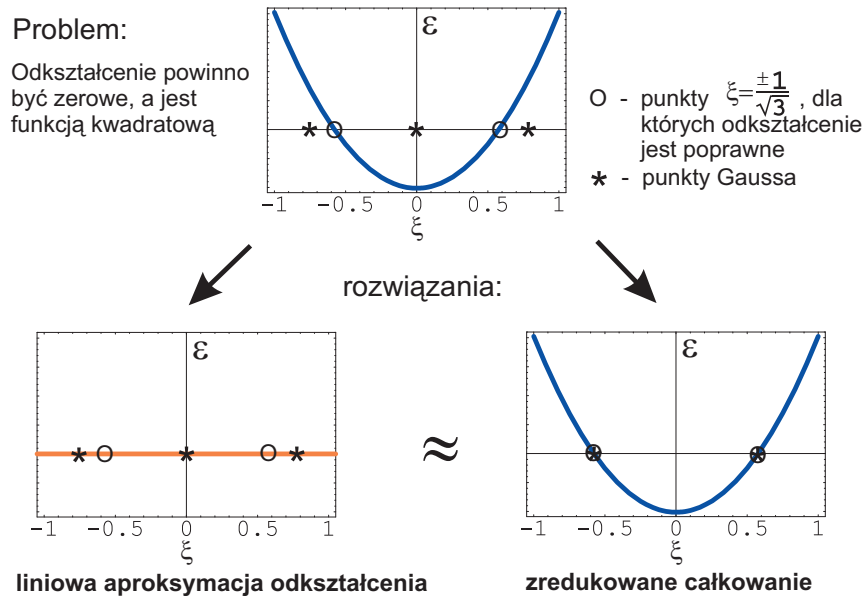 Problem:
Odkształcenie powinno
być zerowe, a jest
funkcją kwadratową
ε
-1 -0.5 0 0.5 1
ξ
O - punkty ξ=±1/√3 , dla
których odkształcenie
jest poprawne
* - punkty Gaussa
rozwiązania:
ε
-1 -0.5 0 0.5 1
ξ
≈
ε
-1 -0.5 0 0.5 1
ξ
liniowa aproksymacja odkształcenia
zredukowane całkowanie